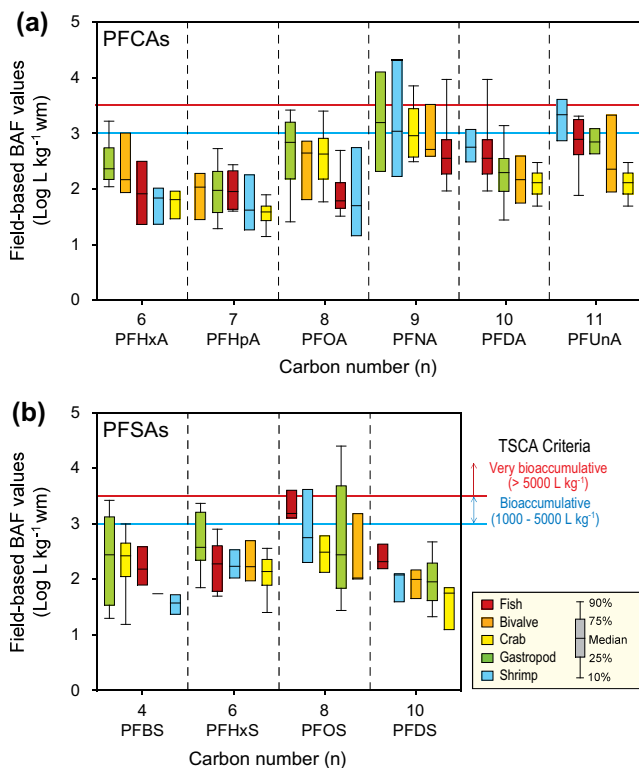 (a)
PFCAs
Field-based BAF values
(Log L kg-1 wm)
5
4
3
2
1
0
6
7
8
9
10
11
PFHxA
PFHpA
PFOA
PFNA
PFDA
PFUnA
Carbon number (n)
(b)
PFSAs
Field-based BAF values
(Log L kg-1 wm)
5
4
3
2
1
0
4
6
8
10
PFBS
PFHxS
PFOS
PFDS
Carbon number (n)
TSCA Criteria
Very bioaccumulative
(> 5000 L kg-1)
Bioaccumulative
(1000 - 5000 L kg-1)
Fish
Bivalve
Crab
Gastropod
Shrimp
90%
75%
Median
25%
10%